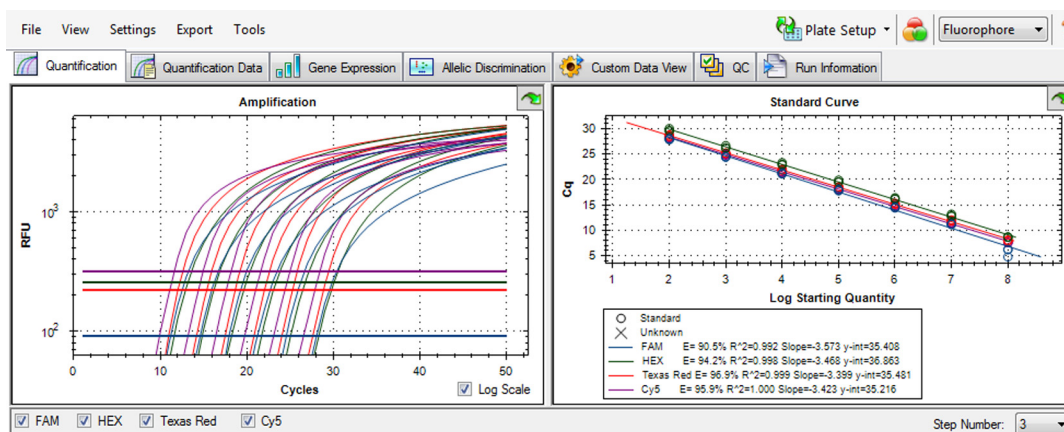 File View Settings Export Tools Plate Setup Fluorophore
Quantification Quantification Data Gene Expression Allelic Discrimination Custom Data View QC Run Information
Amplification
10^3
10^2
RFU
0 10 20 30 40 50
Cycles
Log Scale
Standard Curve
30
25
20
15
10
5
Cq
1 2 3 4 5 6 7 8
Log Starting Quantity
Standard
Unknown
FAM E= 90.5% R^2=0.992 Slope=-3.573 y-int=35.408
HEX E= 94.2% R^2=0.998 Slope=-3.468 y-int=36.863
Texas Red E= 96.9% R^2=0.999 Slope=-3.399 y-int=35.481
Cy5 E= 95.9% R^2=1.000 Slope=-3.423 y-int=35.216
FAM HEX Texas Red Cy5 Step Number: 3